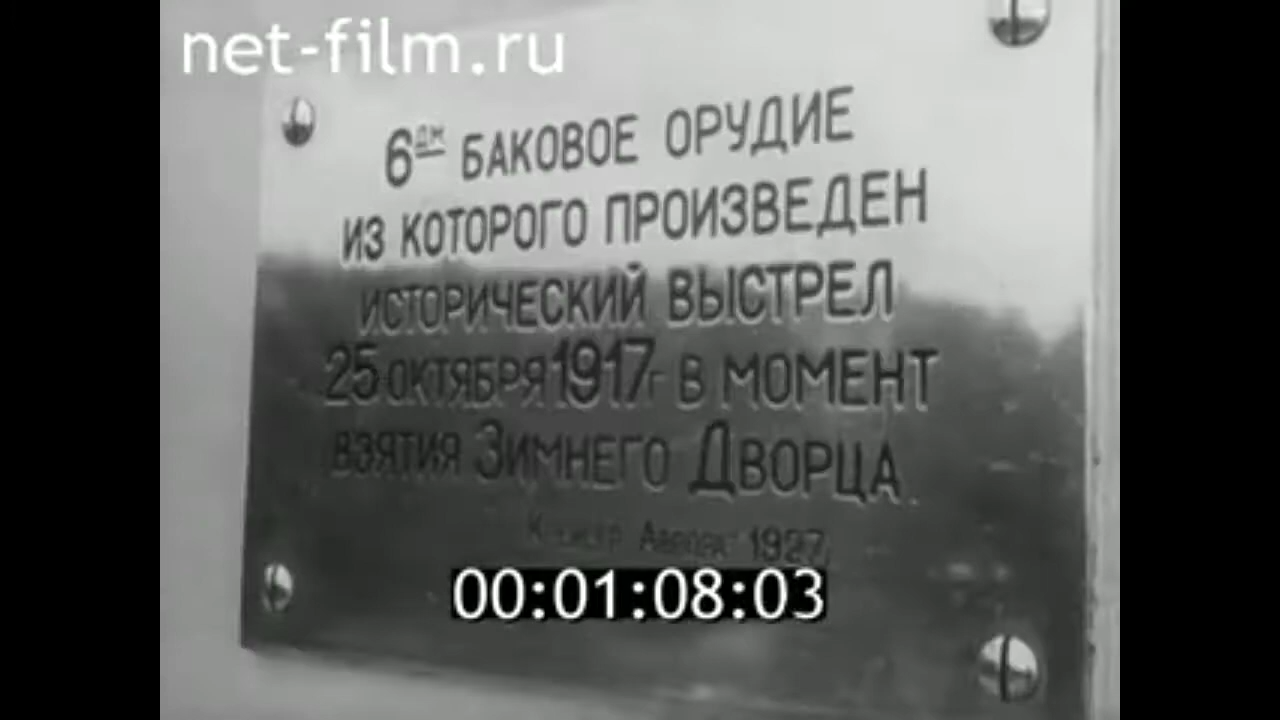 net-film.ru
6дм БАКОВОЕ ОРУДИЕ
ИЗ КОТОРОГО ПРОИЗВЕДЕН
ИСТОРИЧЕСКИЙ ВЫСТРЕЛ
25 ОКТЯБРЯ 1917г В МОМЕНТ
ВЗЯТИЯ ЗИМНЕГО ДВОРЦА.
1927
00:01:08:03